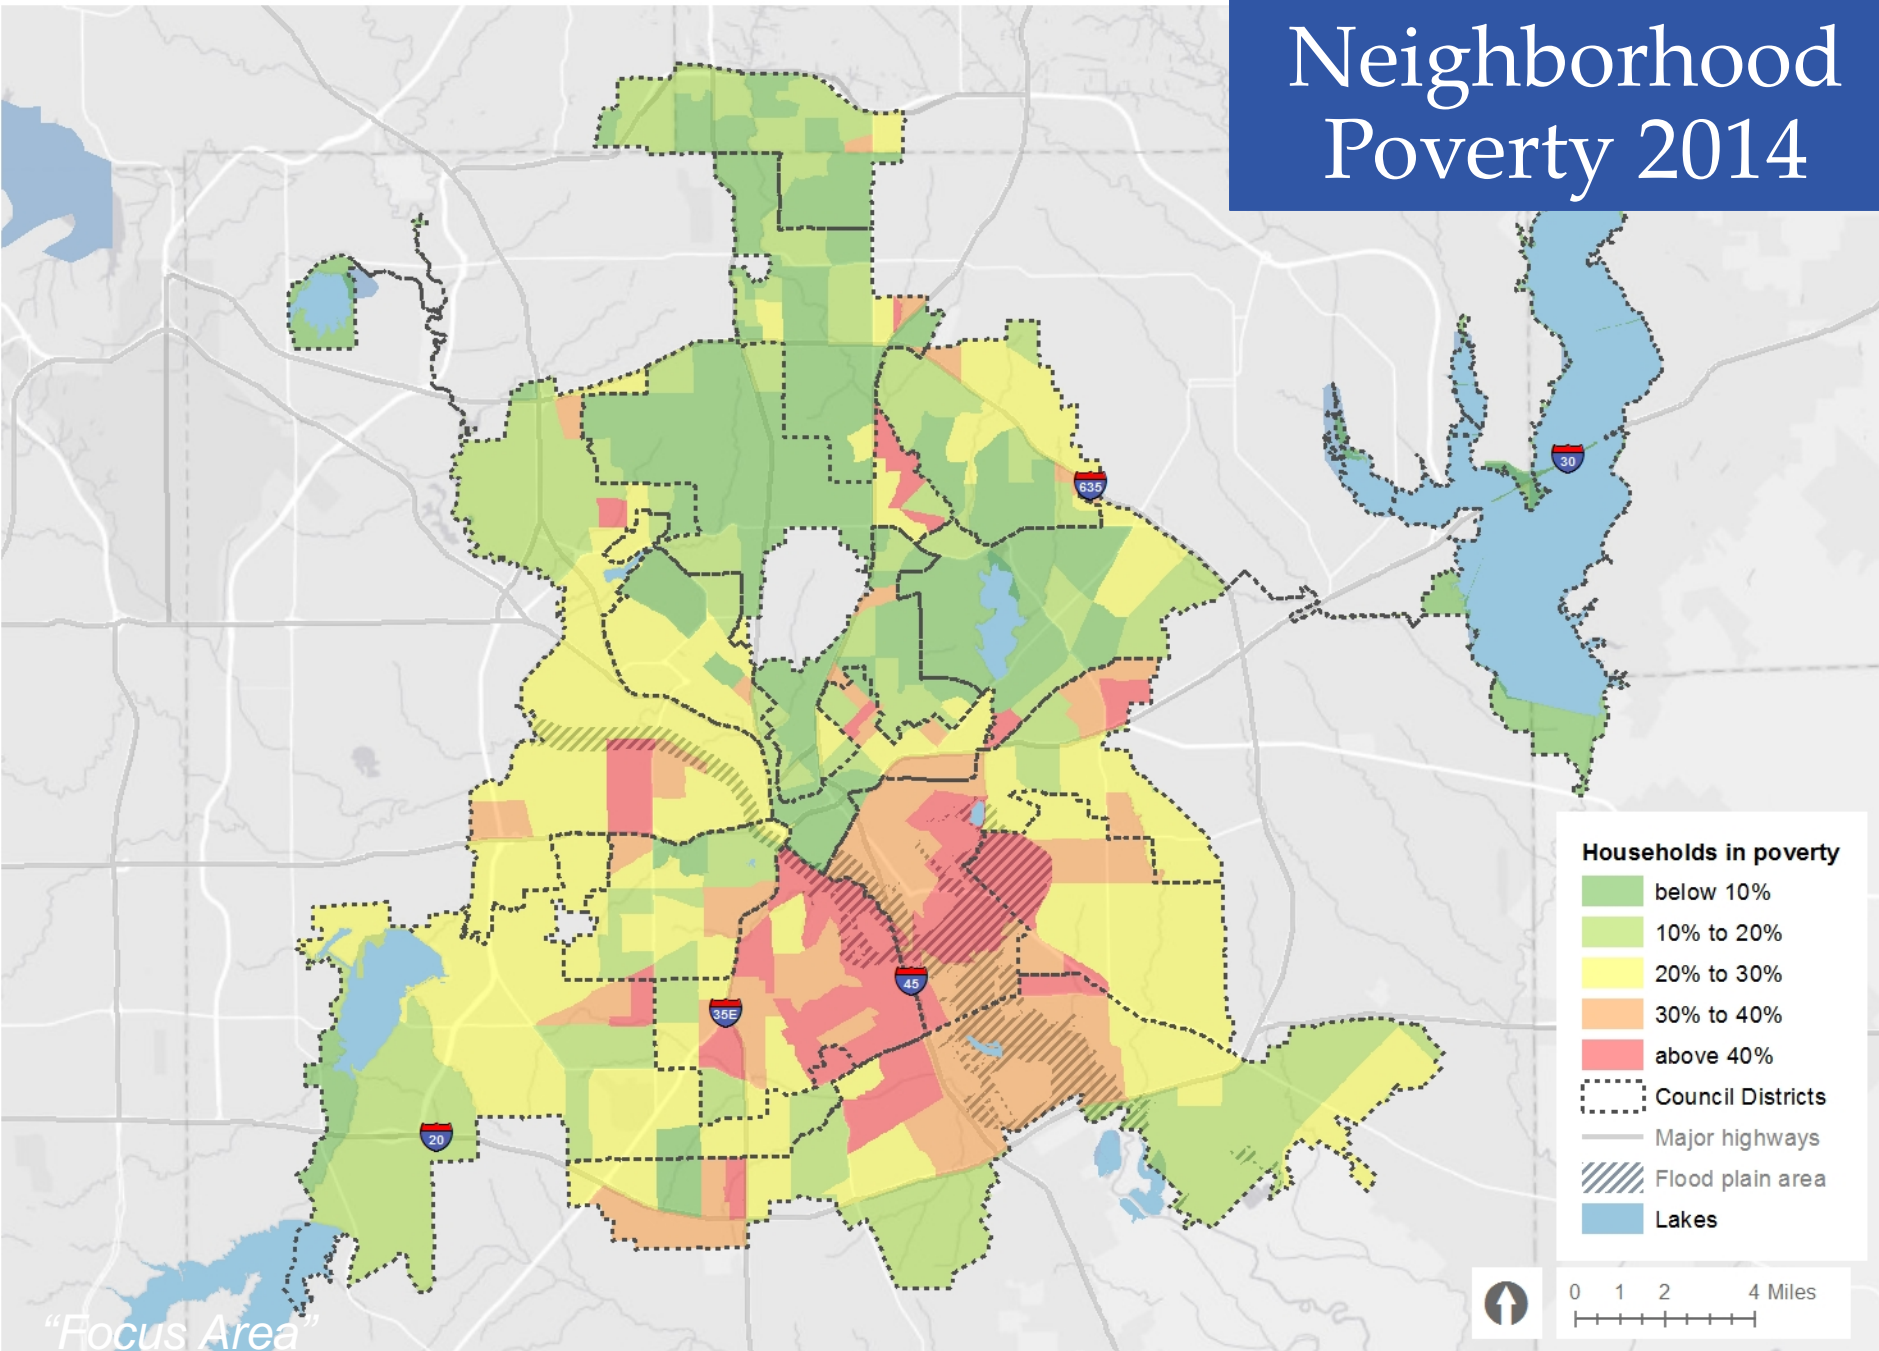 Neighborhood
Poverty 2014
30
635
45
35E
20
Households in poverty
below 10%
10% to 20%
20% to 30%
30% to 40%
above 40%
Council Districts
Major highways
Flood plain area
Lakes
0 1 2 4 Miles
“Focus Area”